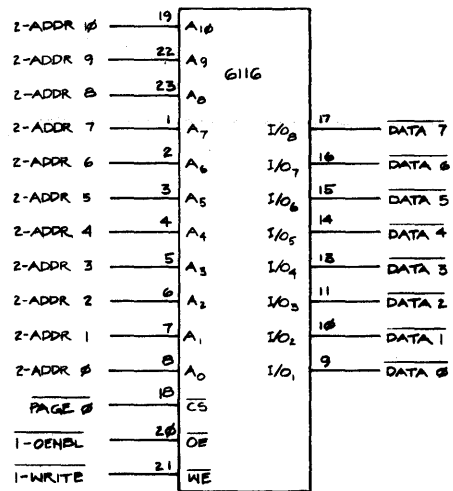 2-ADDR 1Ø 19 A1Ø
2-ADDR 9 22 A9 6116
2-ADDR 8 23 A8
2-ADDR 7 1 A7 I/O8 17 DATA 7
2-ADDR 6 2 A6 I/O7 16 DATA 6
2-ADDR 5 3 A5 I/O6 15 DATA 5
2-ADDR 4 4 A4 I/O5 14 DATA 4
2-ADDR 3 5 A3 I/O4 13 DATA 3
2-ADDR 2 6 A2 I/O3 11 DATA 2
2-ADDR 1 7 A1 I/O2 1Ø DATA 1
2-ADDR Ø 8 A0 I/O1 9 DATA Ø
PAGE Ø 18 CS
1-OENBL 2Ø OE
1-WRITE 21 WE